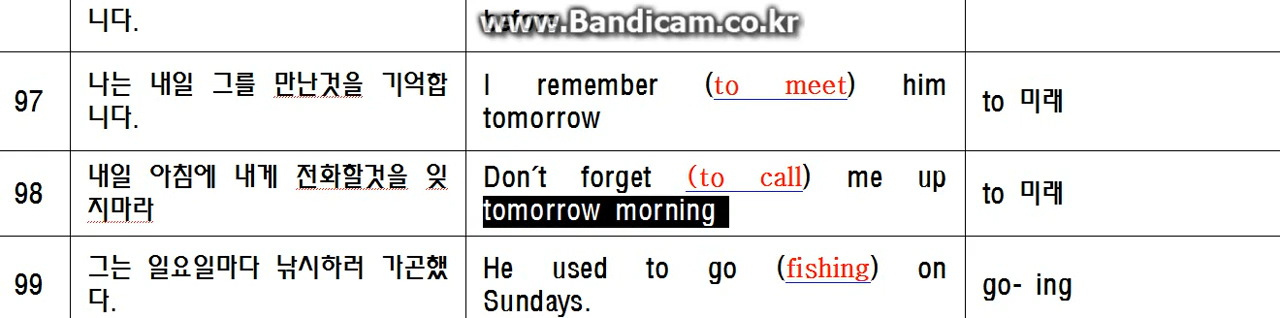 니다.
www.Bandicam.co.kr
97
나는 내일 그를 만난것을 기억합
니다.
I remember (to meet) him
tomorrow
to 미래
98
내일 아침에 내게 전화할것을 잊
지마라
Don´t forget (to call) me up
tomorrow morning
to 미래
99
그는 일요일마다 낚시하러 가곤했
다.
He used to go (fishing) on
Sundays.
go- ing